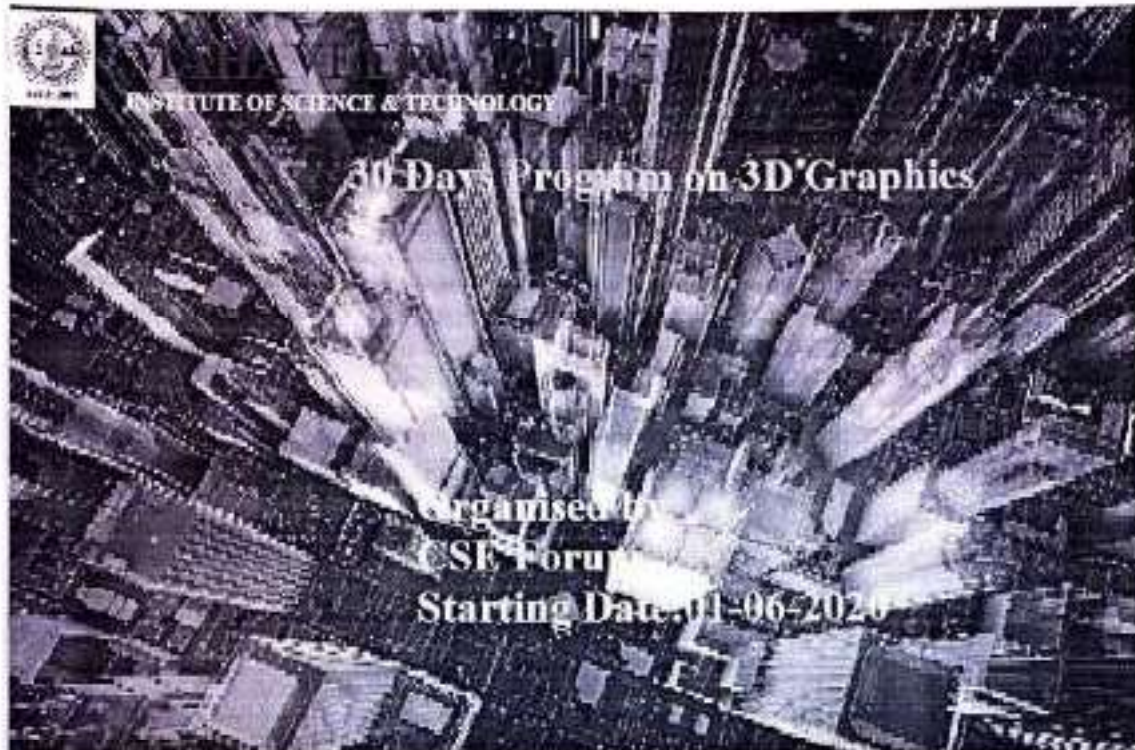 INSTITUTE OF SCIENCE & TECHNOLOGY
30 Days Program on 3D Graphics
Organised by
CSE Forum
Starting Date:01-06-2020